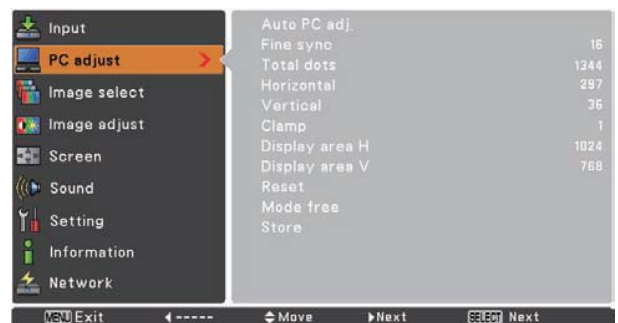 Input
PC adjust
Image select
Image adjust
Screen
Sound
Setting
Information
Network
Auto PC adj.
Fine sync 16
Total dots 1344
Horizontal 297
Vertical 36
Clamp 1
Display area H 1024
Display area V 768
Reset
Mode free
Store
MENU Exit ◀ ----- ⬍ Move ▶ Next SELECT Next